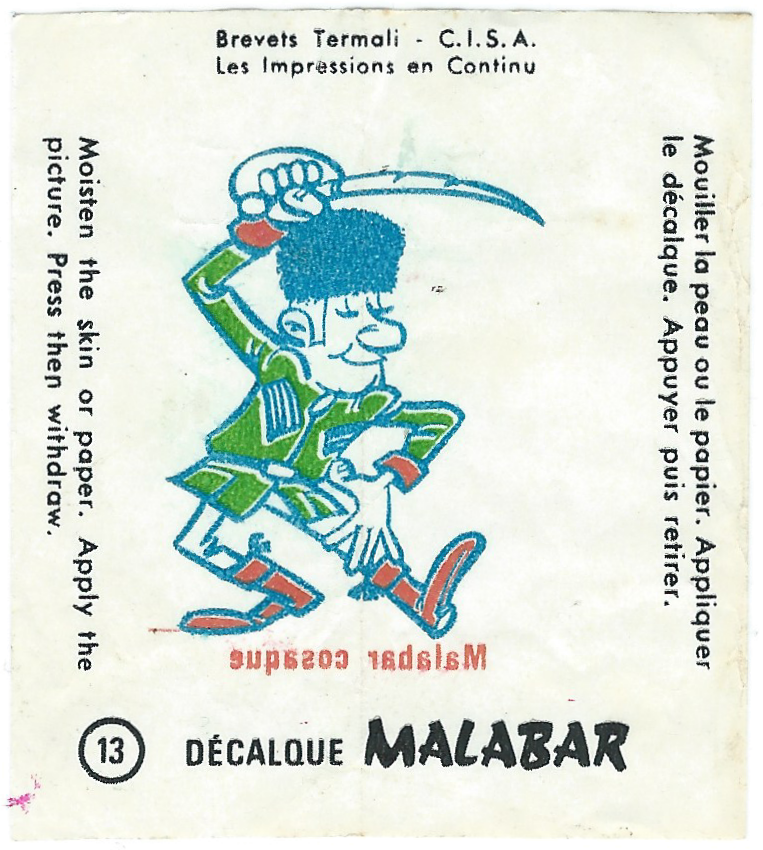 Brevets Termali - C.I.S.A.
Les Impressions en Continu
Moisten the skin or paper. Apply the
picture. Press then withdraw.
Mouiller la peau ou le papier. Appliquer
le décalque. Appuyer puis retirer.
Malabar cosaque
13 DÉCALQUE MALABAR